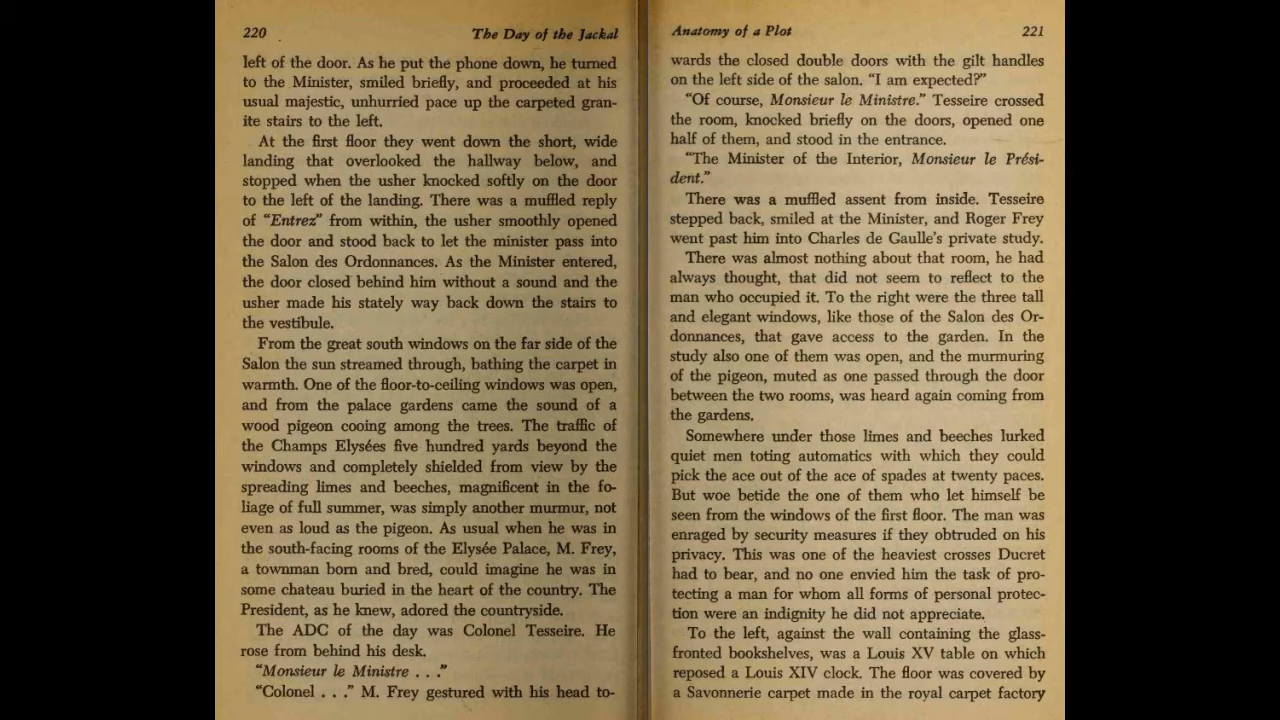 220
The Day of the Jackal
left of the door. As he put the phone down, he turned
to the Minister, smiled briefly, and proceeded at his
usual majestic, unhurried pace up the carpeted gran-
ite stairs to the left.
At the first floor they went down the short, wide
landing that overlooked the hallway below, and
stopped when the usher knocked softly on the door
to the left of the landing. There was a muffled reply
of "Entrez" from within, the usher smoothly opened
the door and stood back to let the minister pass into
the Salon des Ordonnances. As the Minister entered,
the door closed behind him without a sound and the
usher made his stately way back down the stairs to
the vestibule.
From the great south windows on the far side of the
Salon the sun streamed through, bathing the carpet in
warmth. One of the floor-to-ceiling windows was open,
and from the palace gardens came the sound of a
wood pigeon cooing among the trees. The traffic of
the Champs Elysées five hundred yards beyond the
windows and completely shielded from view by the
spreading limes and beeches, magnificent in the fo-
liage of full summer, was simply another murmur, not
even as loud as the pigeon. As usual when he was in
the south-facing rooms of the Elysée Palace, M. Frey,
a townman born and bred, could imagine he was in
some chateau buried in the heart of the country. The
President, as he knew, adored the countryside.
The ADC of the day was Colonel Tesseire. He
rose from behind his desk.
"Monsieur le Ministre . . ."
"Colonel . . ." M. Frey gestured with his head to-
Anatomy of a Plot
221
wards the closed double doors with the gilt handles
on the left side of the salon. "I am expected?"
"Of course, Monsieur le Ministre." Tesseire crossed
the room, knocked briefly on the doors, opened one
half of them, and stood in the entrance.
"The Minister of the Interior, Monsieur le Prési-
dent."
There was a muffled assent from inside. Tesseire
stepped back, smiled at the Minister, and Roger Frey
went past him into Charles de Gaulle's private study.
There was almost nothing about that room, he had
always thought, that did not seem to reflect to the
man who occupied it. To the right were the three tall
and elegant windows, like those of the Salon des Or-
donnances, that gave access to the garden. In the
study also one of them was open, and the murmuring
of the pigeon, muted as one passed through the door
between the two rooms, was heard again coming from
the gardens.
Somewhere under those limes and beeches lurked
quiet men toting automatics with which they could
pick the ace out of the ace of spades at twenty paces.
But woe betide the one of them who let himself be
seen from the windows of the first floor. The man was
enraged by security measures if they obtruded on his
privacy. This was one of the heaviest crosses Ducret
had to bear, and no one envied him the task of pro-
tecting a man for whom all forms of personal protec-
tion were an indignity he did not appreciate.
To the left, against the wall containing the glass-
fronted bookshelves, was a Louis XV table on which
reposed a Louis XIV clock. The floor was covered by
a Savonnerie carpet made in the royal carpet factory